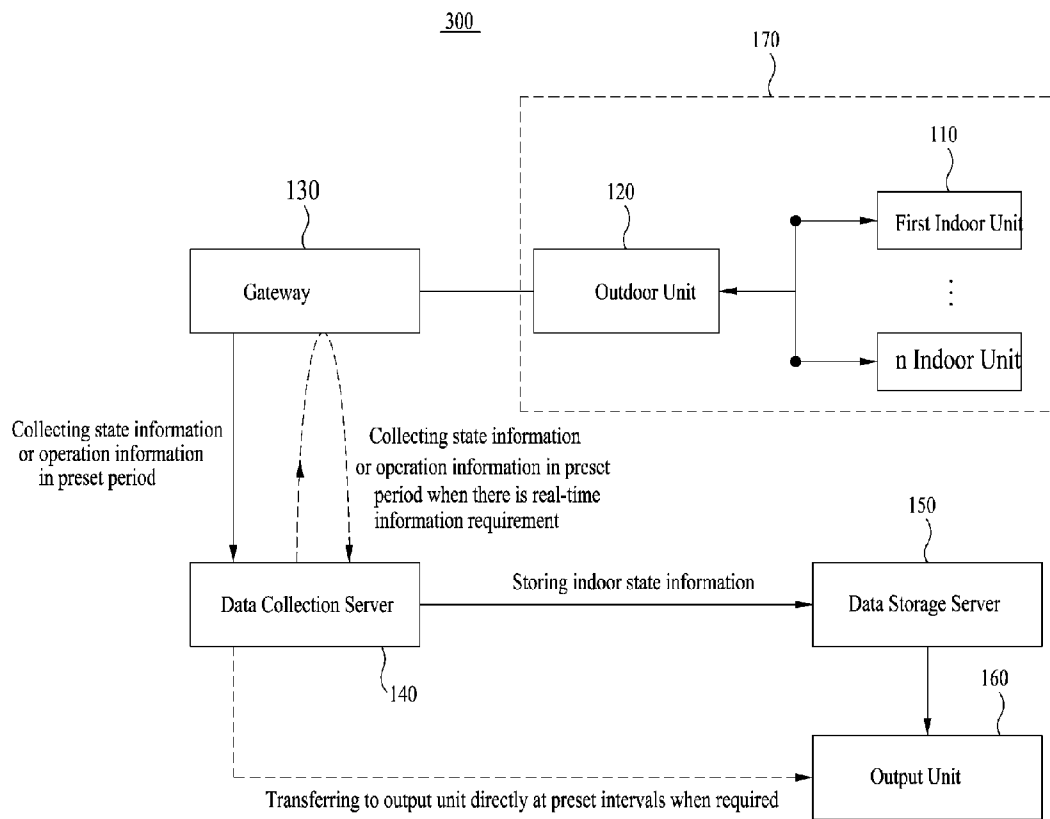 300
170
110
First Indoor Unit
120
Outdoor Unit
130
Gateway
n Indoor Unit
Collecting state information
or operation information
in preset period
Collecting state information
or operation information in preset
period when there is real-time
information requirement
150
Data Collection Server
Storing indoor state information
Data Storage Server
140
160
Output Unit
Transferring to output unit directly at preset intervals when required